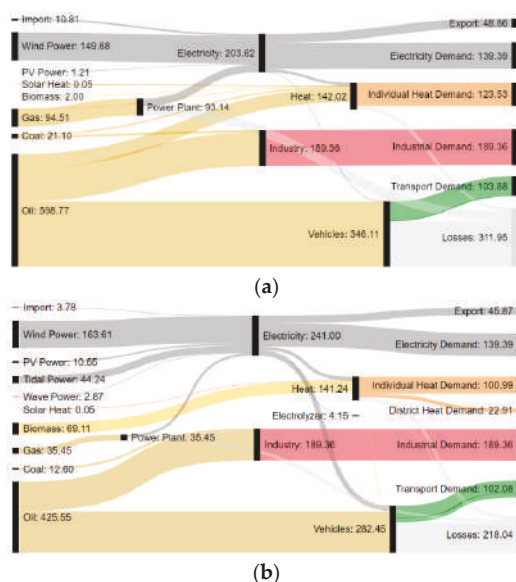 Import: 10.81
Export: 48.86
Wind Power: 149.68
Electricity: 203.62
Electricity Demand: 139.39
PV Power: 1.21
Solar Heat: 0.05
Biomass: 2.00
Heat: 142.02
Individual Heat Demand: 123.53
Power Plant: 93.14
Gas: 94.51
Coal: 21.10
Industry: 189.36
Industrial Demand: 189.36
Transport Demand: 103.88
Oil: 598.77
Vehicles: 346.11
Losses: 311.95
(a)
Import: 3.78
Export: 45.87
Wind Power: 163.61
Electricity: 241.00
Electricity Demand: 139.39
PV Power: 10.55
Tidal Power: 44.24
Wave Power: 2.87
Solar Heat: 0.05
Heat: 141.24
Individual Heat Demand: 100.99
Biomass: 69.11
Electrolyzer: 4.15
District Heat Demand: 22.91
Gas: 35.45
Power Plant: 35.45
Industry: 189.36
Industrial Demand: 189.36
Coal: 12.60
Transport Demand: 102.08
Oil: 425.55
Vehicles: 282.45
Losses: 218.04
(b)